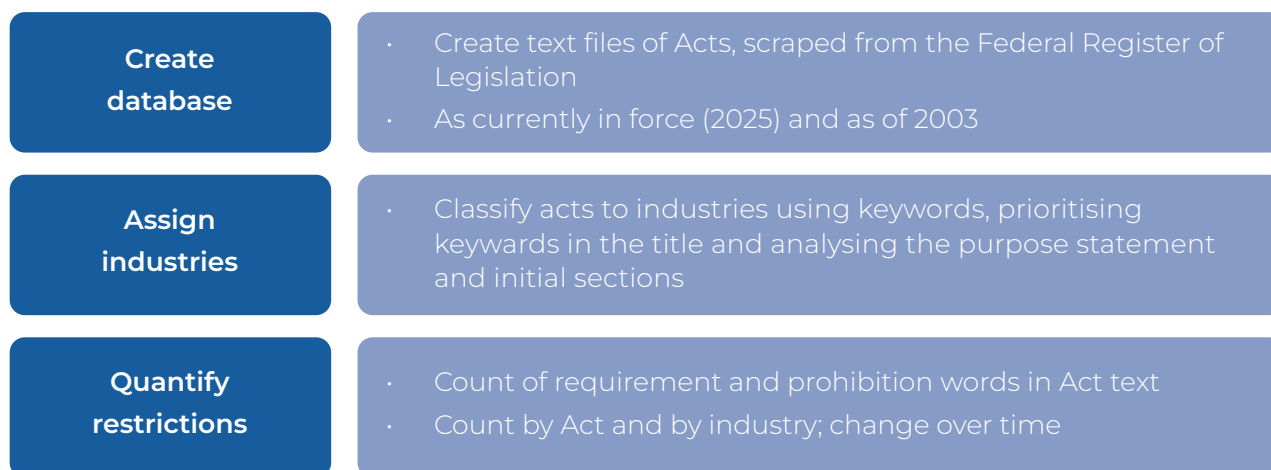 Create
database
· Create text files of Acts, scraped from the Federal Register of
Legislation
· As currently in force (2025) and as of 2003
Assign
industries
· Classify acts to industries using keywords, prioritising
keywards in the title and analysing the purpose statement
and initial sections
Quantify
restrictions
· Count of requirement and prohibition words in Act text
· Count by Act and by industry; change over time